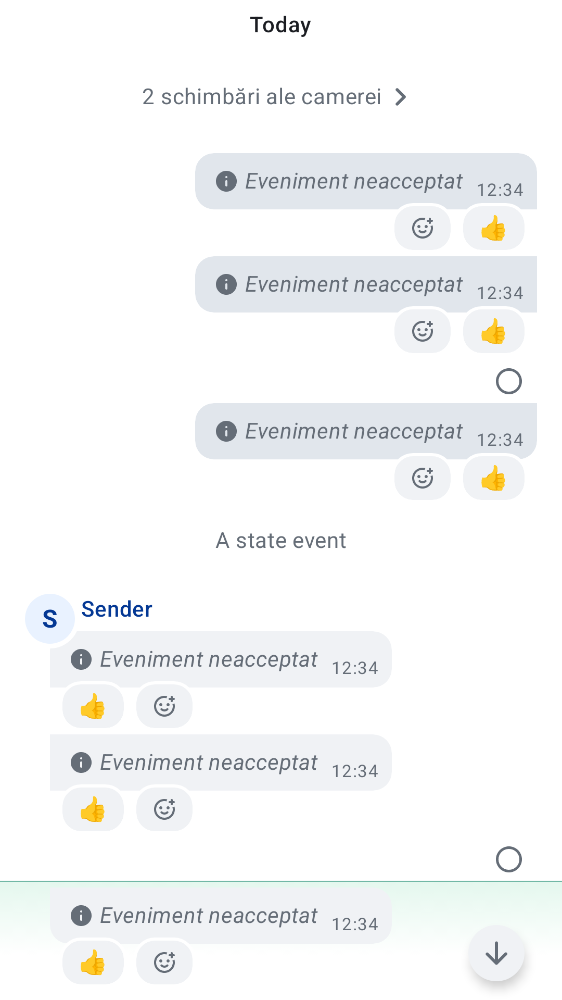 Today
2 schimbări ale camerei
Eveniment neacceptat 12:34
👍
Eveniment neacceptat 12:34
👍
Eveniment neacceptat 12:34
👍
A state event
S Sender
Eveniment neacceptat 12:34
👍
Eveniment neacceptat 12:34
👍
Eveniment neacceptat 12:34
👍